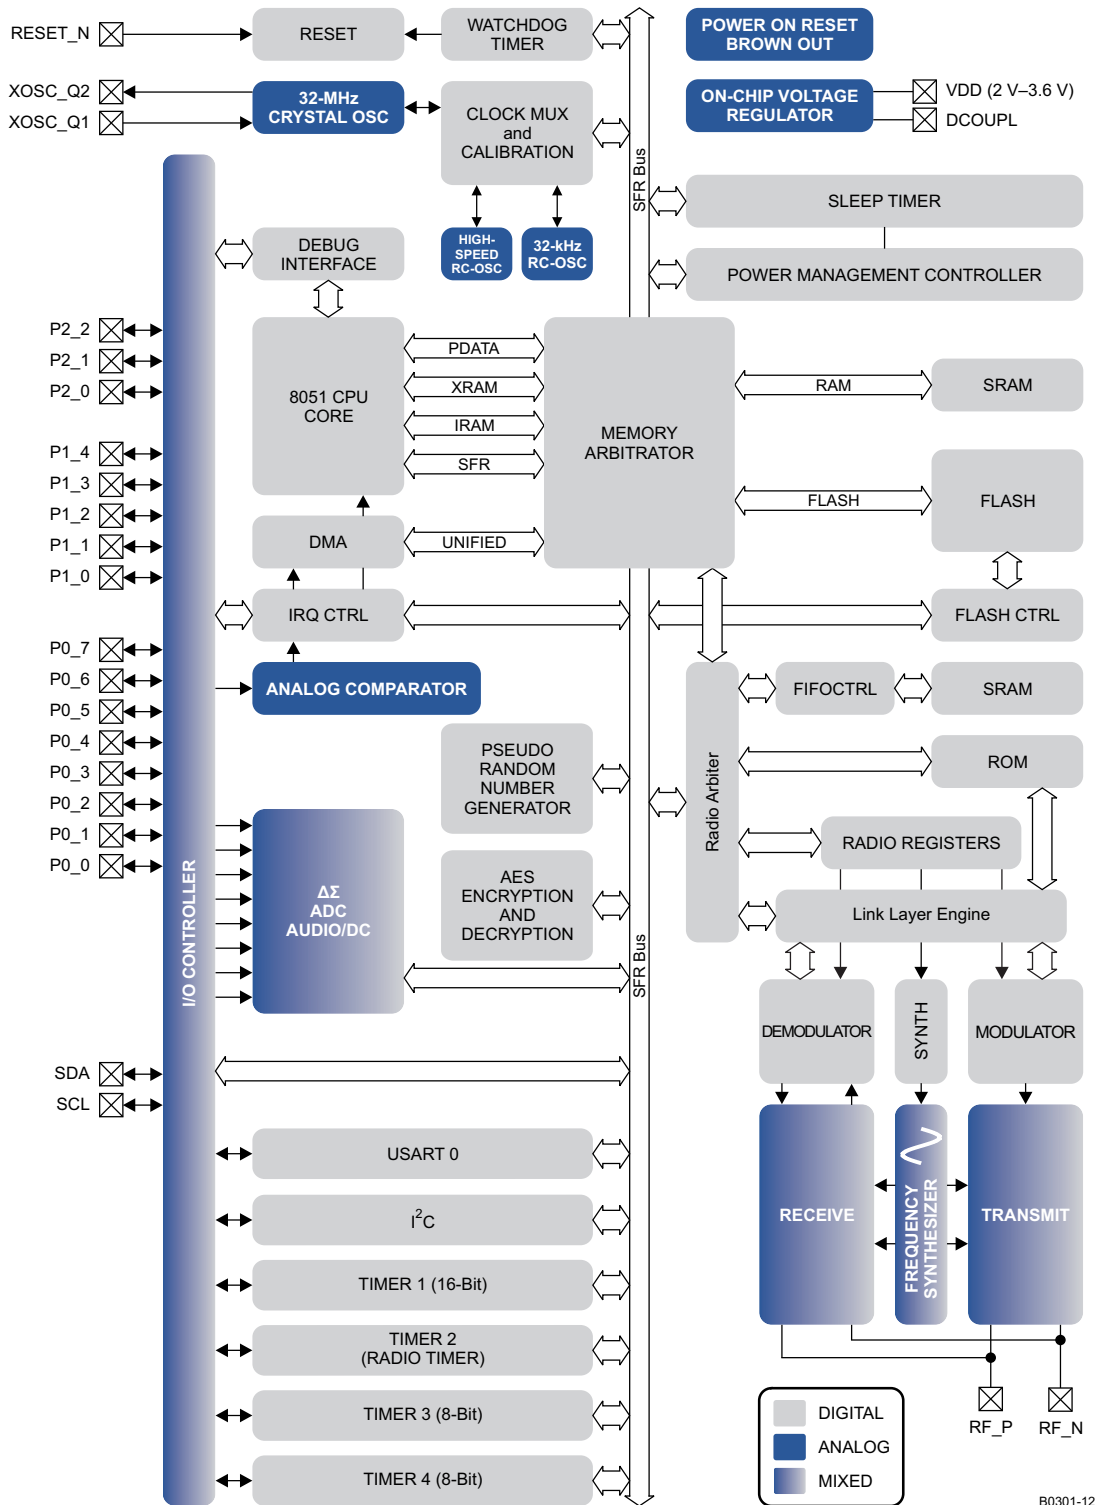 RESET_N
RESET
WATCHDOG
TIMER
POWER ON RESET
BROWN OUT
XOSC_Q2
XOSC_Q1
32-MHz
CRYSTAL OSC
CLOCK MUX
and
CALIBRATION
ON-CHIP VOLTAGE
REGULATOR
VDD (2 V–3.6 V)
DCOUPL
SFR Bus
SLEEP TIMER
HIGH-
SPEED
RC-OSC
32-kHz
RC-OSC
DEBUG
INTERFACE
POWER MANAGEMENT CONTROLLER
P2_2
P2_1
P2_0
P1_4
P1_3
P1_2
P1_1
P1_0
P0_7
P0_6
P0_5
P0_4
P0_3
P0_2
P0_1
P0_0
SDA
SCL
I/O CONTROLLER
8051 CPU
CORE
PDATA
XRAM
IRAM
SFR
MEMORY
ARBITRATOR
RAM
SRAM
FLASH
FLASH
DMA
UNIFIED
IRQ CTRL
FLASH CTRL
ANALOG COMPARATOR
FIFOCTRL
SRAM
PSEUDO
RANDOM
NUMBER
GENERATOR
Radio Arbiter
ROM
RADIO REGISTERS
ΔΣ
ADC
AUDIO/DC
AES
ENCRYPTION
AND
DECRYPTION
Link Layer Engine
SFR Bus
DEMODULATOR
SYNTH
MODULATOR
RECEIVE
FREQUENCY
SYNTHESIZER
TRANSMIT
USART 0
I²C
TIMER 1 (16-Bit)
TIMER 2
(RADIO TIMER)
TIMER 3 (8-Bit)
TIMER 4 (8-Bit)
RF_P
RF_N
DIGITAL
ANALOG
MIXED
B0301-12